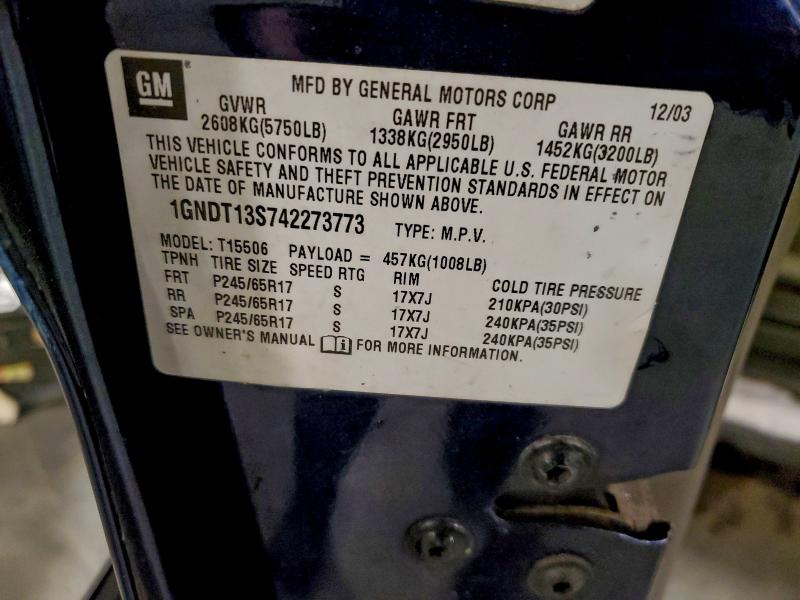 GM
MFD BY GENERAL MOTORS CORP 12/03
GVWR GAWR FRT GAWR RR
2608KG(5750LB) 1338KG(2950LB) 1452KG(3200LB)
THIS VEHICLE CONFORMS TO ALL APPLICABLE U.S. FEDERAL MOTOR
VEHICLE SAFETY AND THEFT PREVENTION STANDARDS IN EFFECT ON
THE DATE OF MANUFACTURE SHOWN ABOVE.
1GNDT13S742273773 TYPE: M.P.V.
MODEL: T15506 PAYLOAD = 457KG(1008LB)
TPNH TIRE SIZE SPEED RTG RIM COLD TIRE PRESSURE
FRT P245/65R17 S 17X7J 210KPA(30PSI)
RR P245/65R17 S 17X7J 240KPA(35PSI)
SPA P245/65R17 S 17X7J 240KPA(35PSI)
SEE OWNER'S MANUAL i FOR MORE INFORMATION.